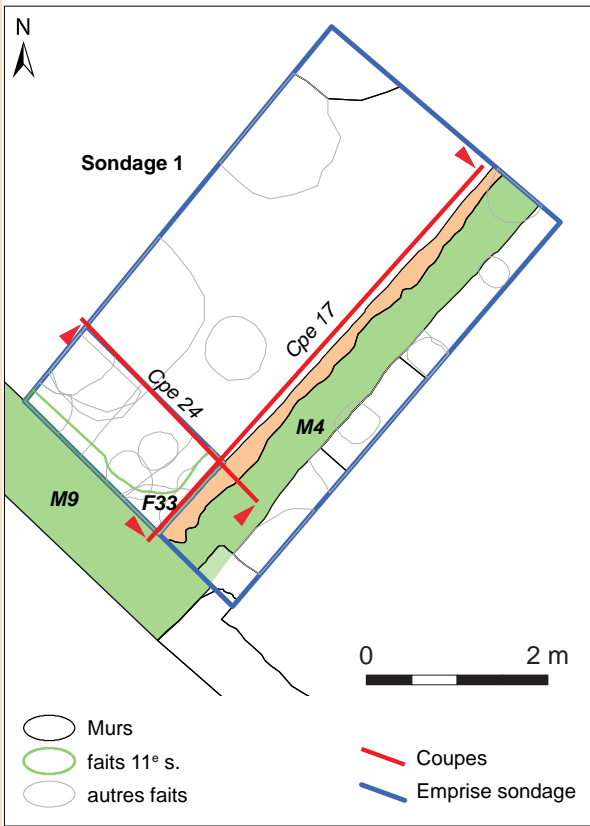 N
Sondage 1
Cpe 17
Cpe 24
M4
M9
F33
0 2 m
Murs
faits 11e s.
autres faits
Coupes
Emprise sondage